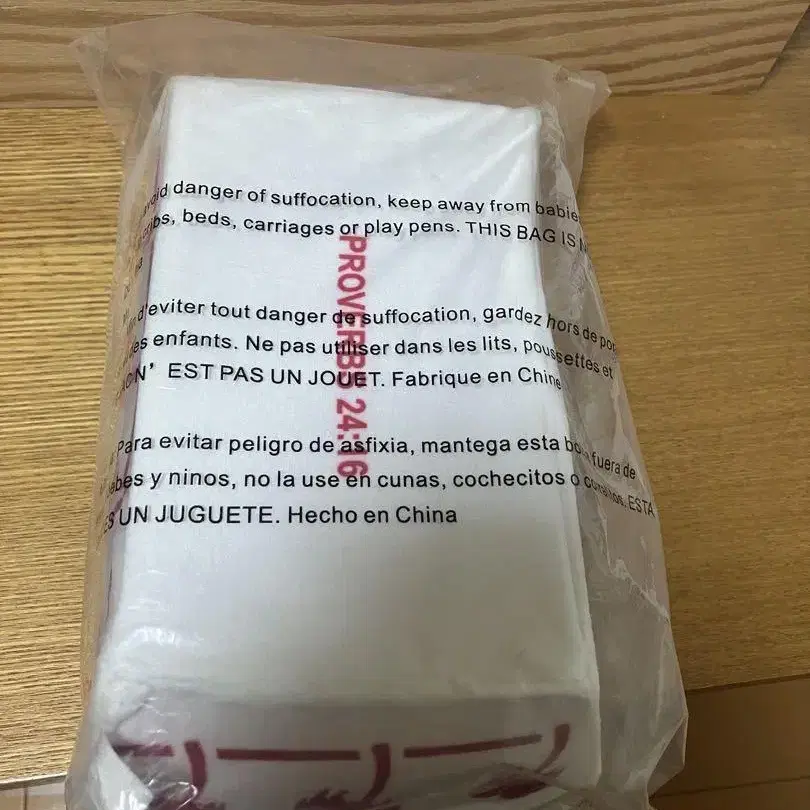 danger of suffocation, keep away from
beds, carriages or play pens. THIS BAG IS
PROVERBS 24:16
d'eviter tout danger de suffocation, gardez hors de
des enfants. Ne pas utiliser dans les lits, poussettes et
N' EST PAS UN JOUET. Fabrique en Chine
Para evitar peligro de asfixia, mantega esta fuera de
y ninos, no la use en cunas, cochecitos o ESTA
UN JUGUETE. Hecho en China